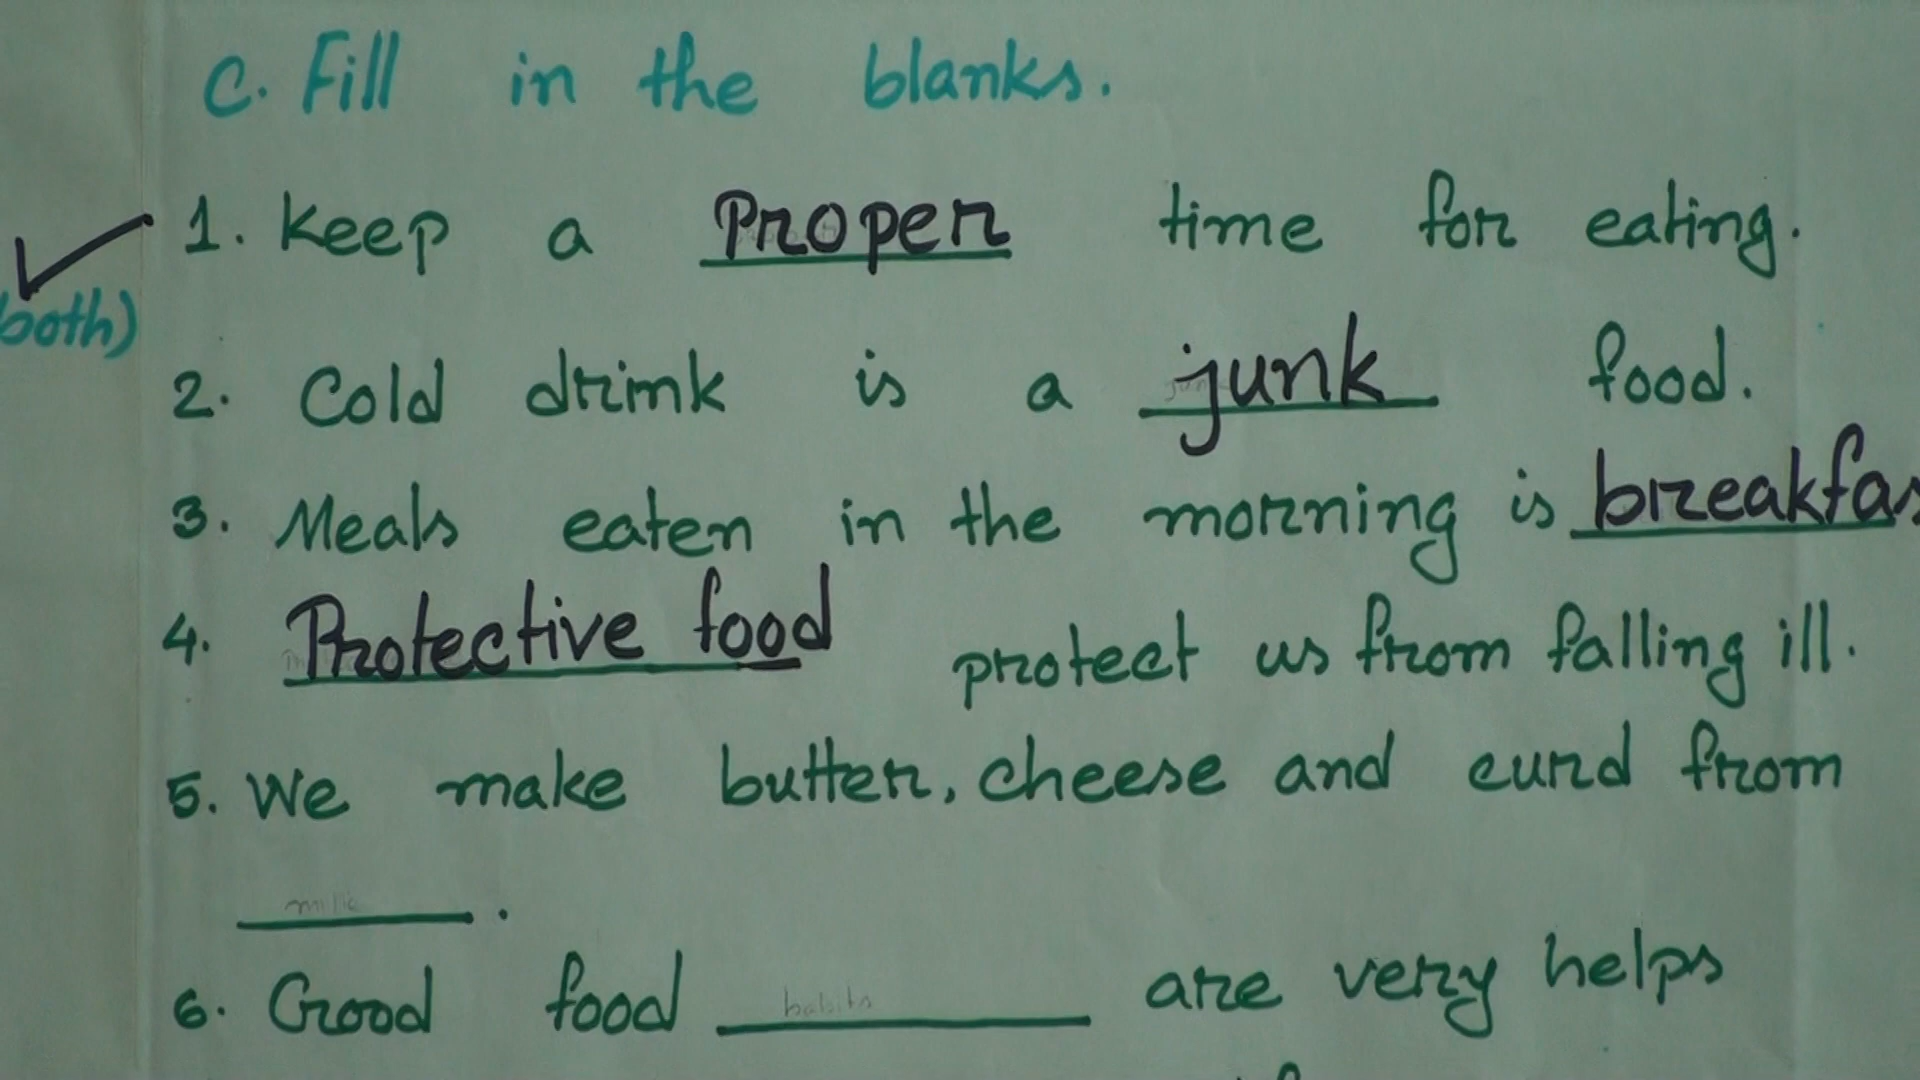 C. Fill in the blanks.
1. Keep a Proper time for eating.
both)
2. Cold drink is a junk food.
3. Meals eaten in the morning is breakfas
4. Protective food protect us from falling ill.
5. We make butter, cheese and curd from
milk .
6. Good food habits are very helps